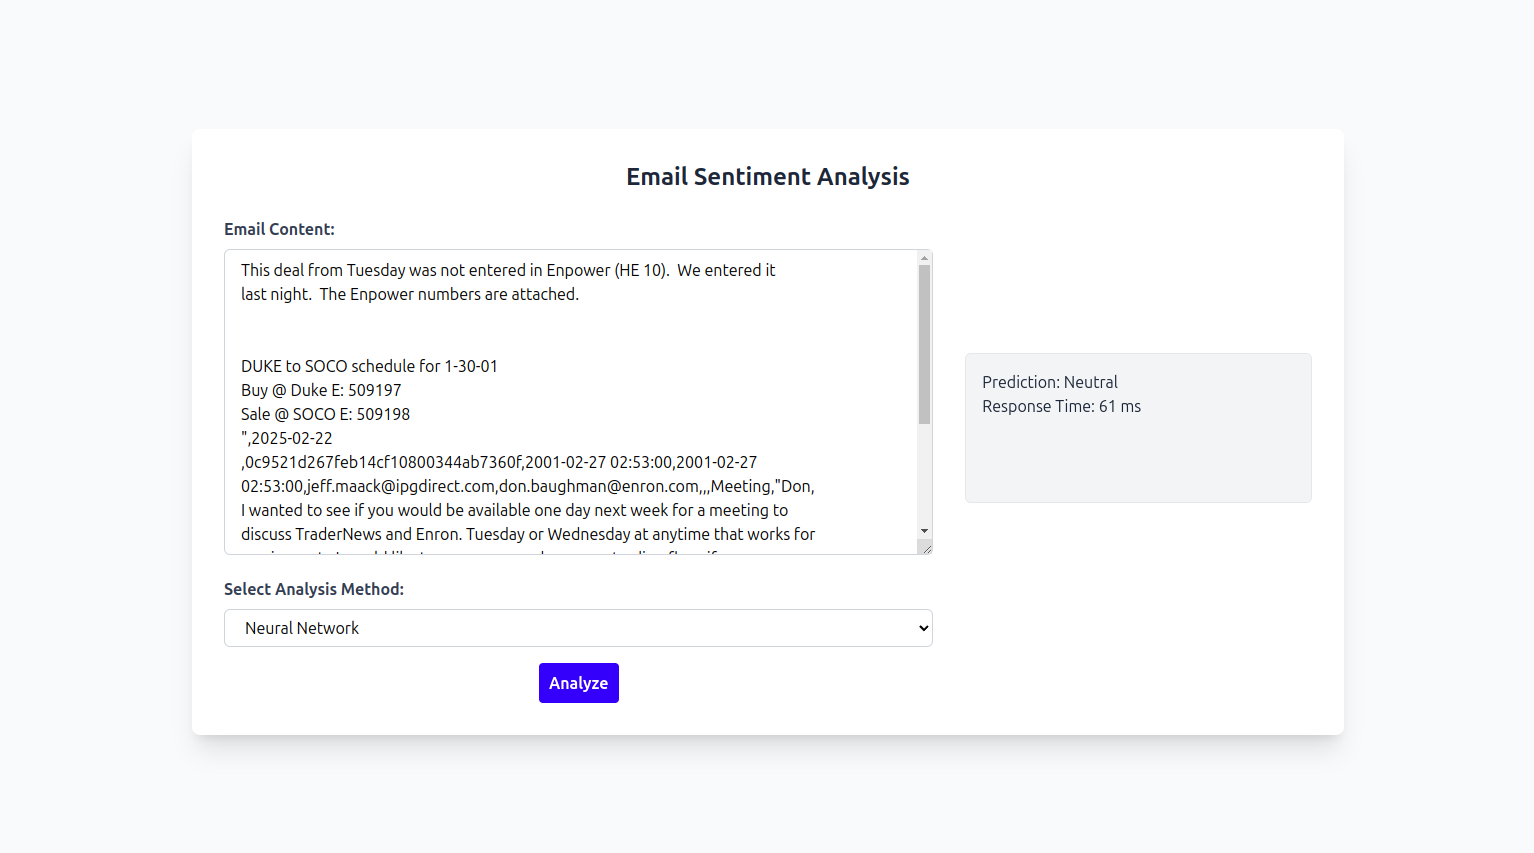 Email Sentiment Analysis
Email Content:
This deal from Tuesday was not entered in Enpower (HE 10).  We entered it
last night.  The Enpower numbers are attached.
DUKE to SOCO schedule for 1-30-01
Buy @ Duke E: 509197
Sale @ SOCO E: 509198
",2025-02-22
,0c9521d267feb14cf10800344ab7360f,2001-02-27 02:53:00,2001-02-27
02:53:00,jeff.maack@ipgdirect.com,don.baughman@enron.com,,,Meeting,"Don,
I wanted to see if you would be available one day next week for a meeting to
discuss TraderNews and Enron. Tuesday or Wednesday at anytime that works for
Prediction: Neutral
Response Time: 61 ms
Select Analysis Method:
Neural Network
Analyze